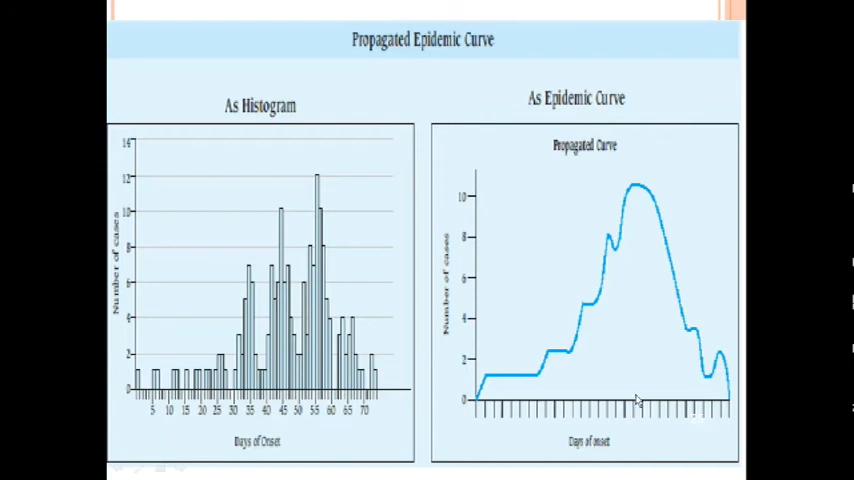 Propagated Epidemic Curve
As Histogram
As Epidemic Curve
Propagated Curve
14
12
10
8
6
4
2
0
Number of cases
5 10 15 20 25 30 35 40 45 50 55 60 65 70
Days of Onset
10
8
6
4
2
0
Number of cases
Days of onset